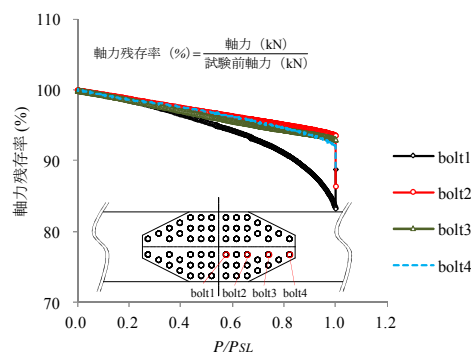 軸力残存率 (%) = 軸力（kN） / 試験前軸力（kN）
110
100
90
80
70
軸力残存率 (%)
0.0 0.2 0.4 0.6 0.8 1.0
P/PSL
bolt1
bolt2
bolt3
bolt4
bolt1 bolt2 bolt3 bolt4